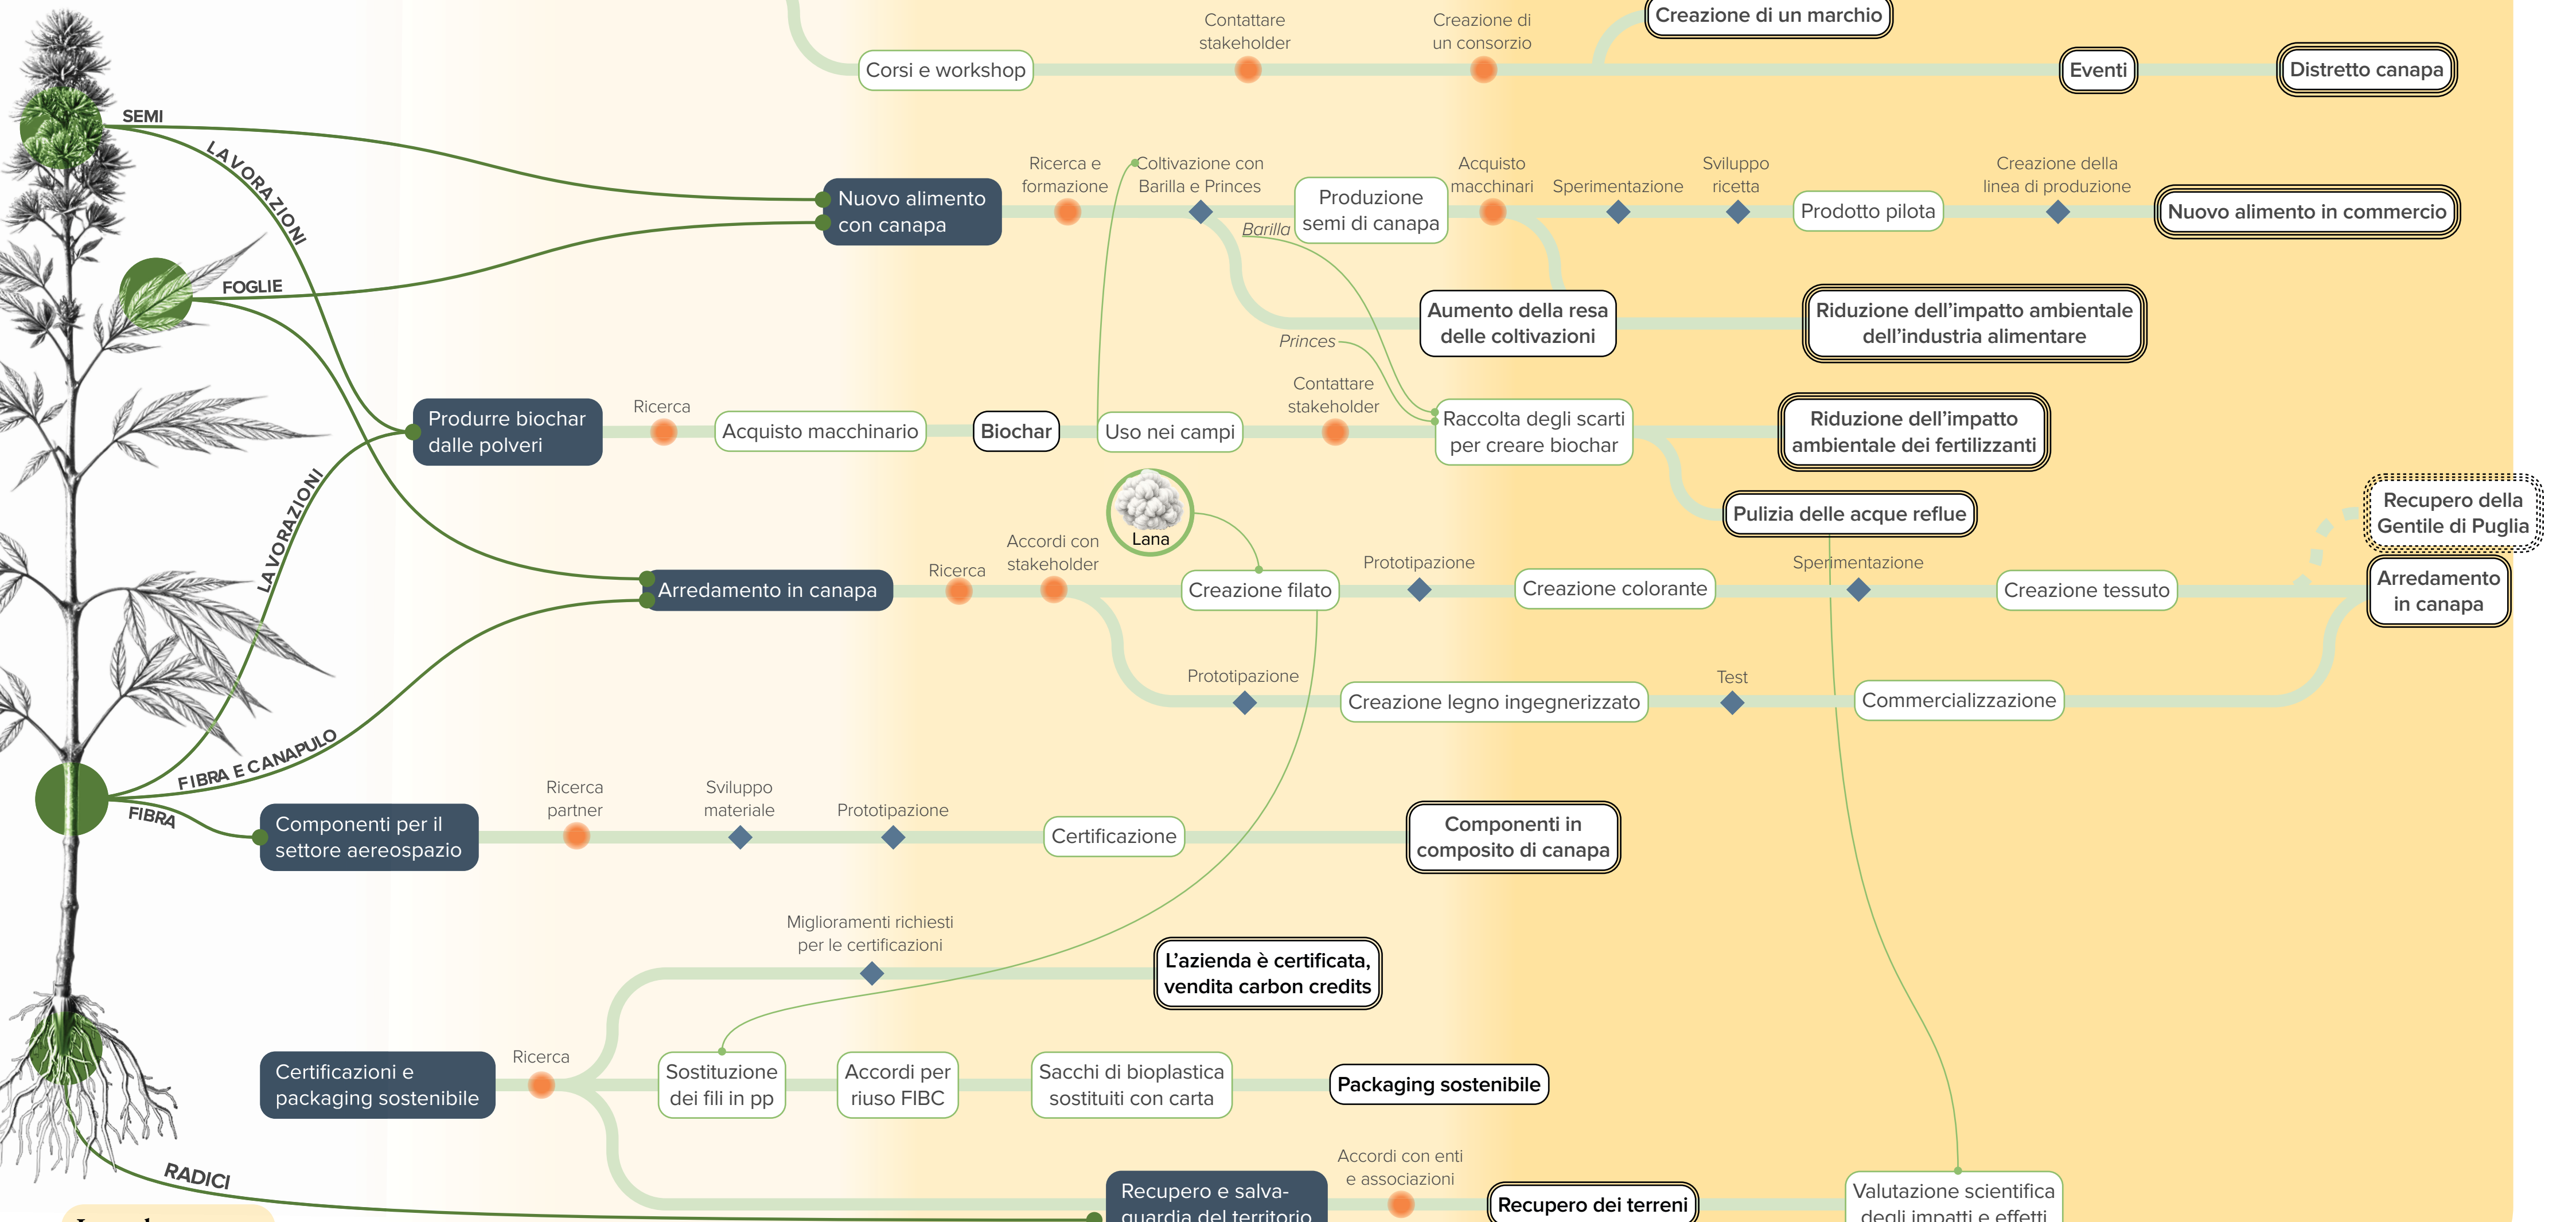 Creazione di un marchio
Contattare
stakeholder
Creazione di
un consorzio
Corsi e workshop
Eventi
Distretto canapa
SEMI
LAVORAZIONI
Nuovo alimento
con canapa
Ricerca e
formazione
Coltivazione con
Barilla e Princes
Barilla
Produzione
semi di canapa
Acquisto
macchinari
Sperimentazione
Sviluppo
ricetta
Prodotto pilota
Creazione della
linea di produzione
Nuovo alimento in commercio
FOGLIE
Aumento della resa
delle coltivazioni
Riduzione dell'impatto ambientale
dell'industria alimentare
Princes
Produrre biochar
dalle polveri
Ricerca
Acquisto macchinario
Biochar
Uso nei campi
Contattare
stakeholder
Raccolta degli scarti
per creare biochar
Riduzione dell'impatto
ambientale dei fertilizzanti
Pulizia delle acque reflue
LAVORAZIONI
Lana
Recupero della
Gentile di Puglia
Arredamento in canapa
Ricerca
Accordi con
stakeholder
Creazione filato
Prototipazione
Creazione colorante
Sperimentazione
Creazione tessuto
Arredamento
in canapa
Prototipazione
Creazione legno ingegnerizzato
Test
Commercializzazione
FIBRA E CANAPULO
FIBRA
Componenti per il
settore aereospazio
Ricerca
partner
Sviluppo
materiale
Prototipazione
Certificazione
Componenti in
composito di canapa
Miglioramenti richiesti
per le certificazioni
L'azienda è certificata,
vendita carbon credits
Certificazioni e
packaging sostenibile
Ricerca
Sostituzione
dei fili in pp
Accordi per
riuso FIBC
Sacchi di bioplastica
sostituiti con carta
Packaging sostenibile
RADICI
Recupero e salva-
guardia del territorio
Accordi con enti
e associazioni
Recupero dei terreni
Valutazione scientifica
degli impatti e effetti